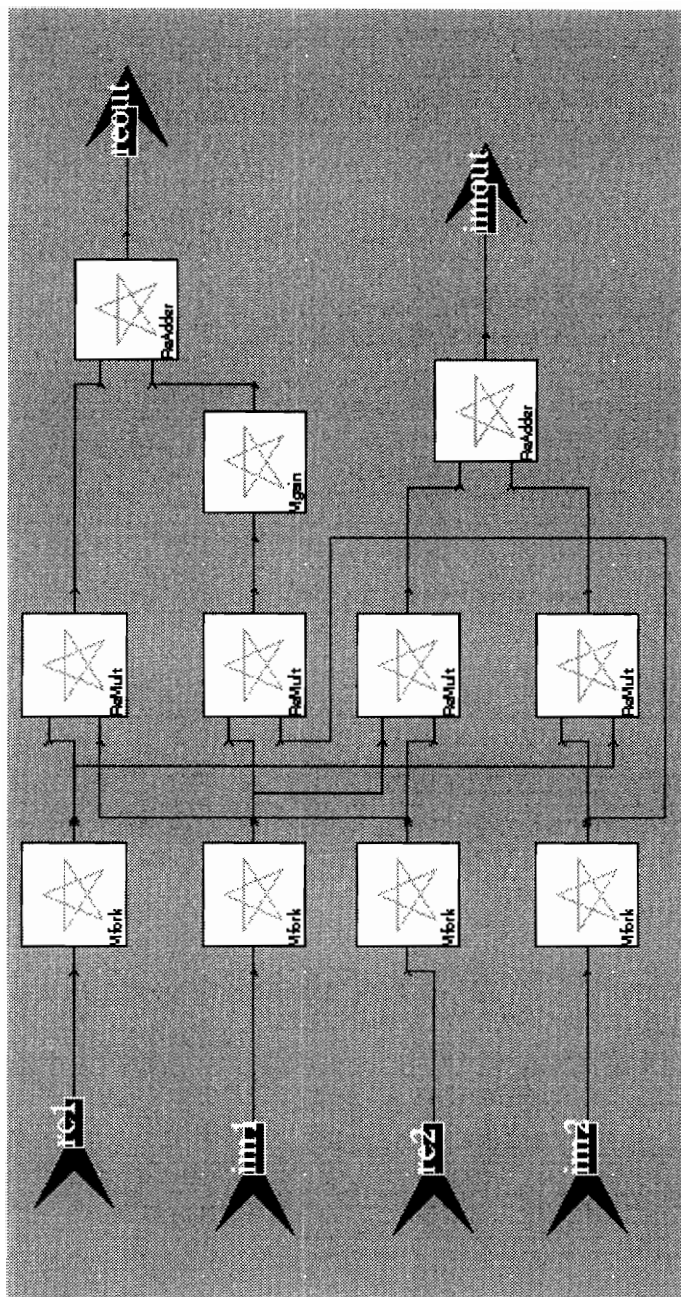 reout
imout
ReAdder
Mgain
ReAdder
ReMult
ReMult
ReMult
ReMult
Mfork
Mfork
Mfork
Mfork
re1
im1
re2
im2